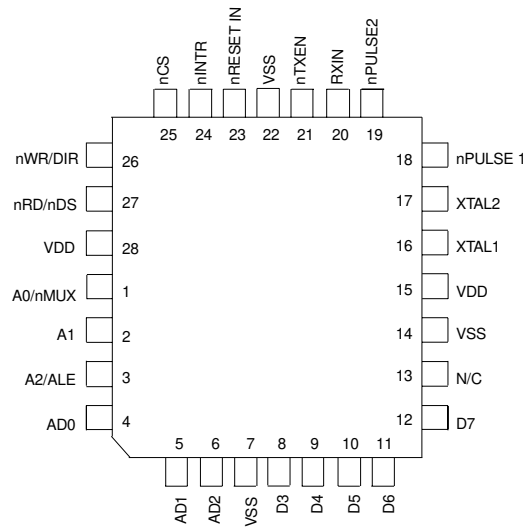 nCS
nINTR
nRESET IN
VSS
nTXEN
RXIN
nPULSE2
25
24
23
22
21
20
19
nWR/DIR
26
18
nPULSE 1
nRD/nDS
27
17
XTAL2
VDD
28
16
XTAL1
A0/nMUX
1
15
VDD
A1
2
14
VSS
A2/ALE
3
13
N/C
AD0
4
12
D7
5
6
7
8
9
10
11
AD1
AD2
VSS
D3
D4
D5
D6